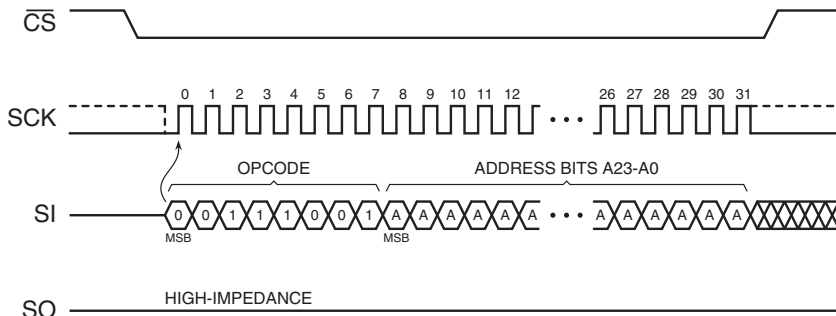 CS
0 1 2 3 4 5 6 7 8 9 10 11 12 26 27 28 29 30 31
SCK
OPCODE ADDRESS BITS A23-A0
SI 0 0 1 1 1 0 0 1 A A A A A A A A A A A A
MSB MSB
HIGH-IMPEDANCE
SO